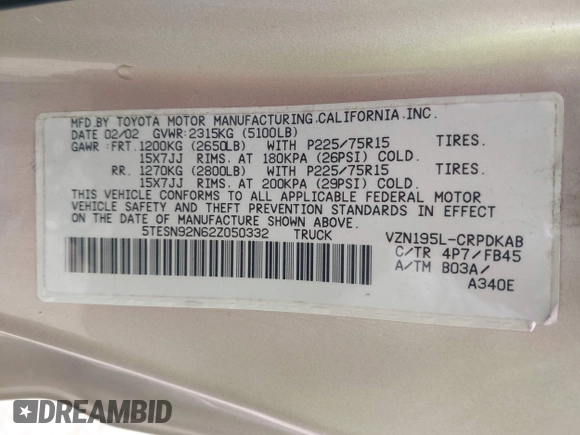 MFD.BY TOYOTA MOTOR MANUFACTURING.CALIFORNIA.INC.
DATE 02/02 GVWR:2315KG (5100LB)
GAWR :FRT.1200KG (2650LB) WITH P225/75R15 TIRES.
15X7JJ RIMS. AT 180KPA (26PSI) COLD.
RR. 1270KG (2800LB) WITH P225/75R15 TIRES.
15X7JJ RIMS. AT 200KPA (29PSI) COLD.
THIS VEHICLE CONFORMS TO ALL APPLICABLE FEDERAL MOTOR
VEHICLE SAFETY AND THEFT PREVENTION STANDARDS IN EFFECT
ON THE DATE OF MANUFACTURE SHOWN ABOVE.
5TESN92N62Z050332 TRUCK VZN195L-CRPDKAB
C/TR 4P7/FB45
A/TM B03A/
A340E
DREAMBID